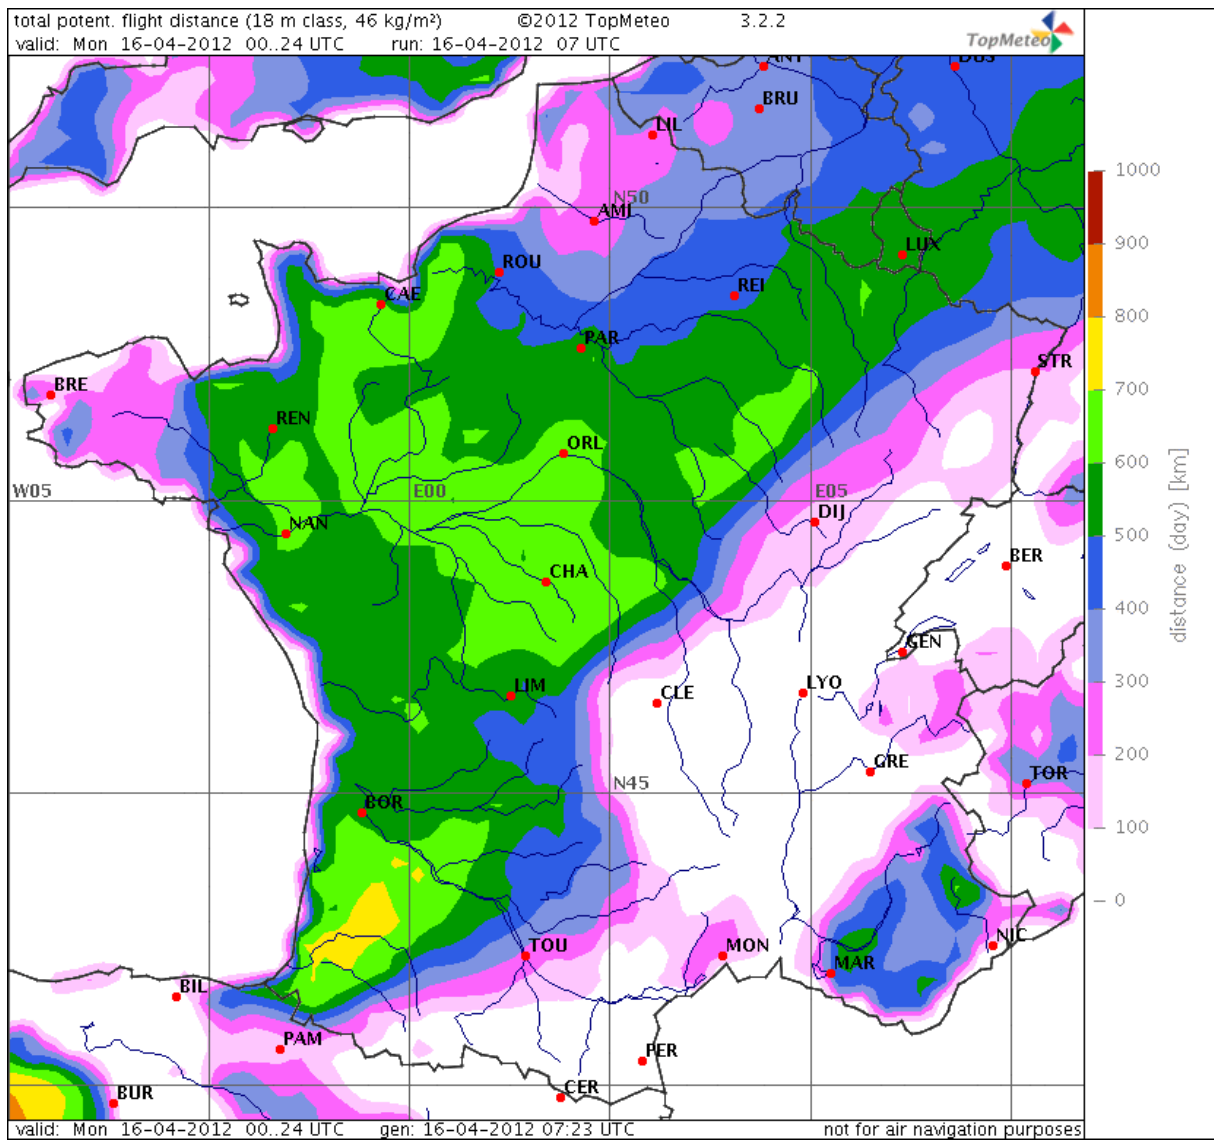 total potent. flight distance (18 m class, 46 kg/m²) ©2012 TopMeteo 3.2.2
valid: Mon 16-04-2012 00..24 UTC run: 16-04-2012 07 UTC
TopMeteo
ANT
DUS
BRU
LIL
1000
N50
AMI
900
LUX
ROU
REI
CAE
800
PAR
STR
BRE
700
REN
ORL
600
W05
E00
E05
NAN
DIJ
500
BER
CHA
400
distance (day) [km]
GEN
LIM
CLE
LYO
300
200
GRE
TOR
N45
BOR
100
0
TOU
MON
NIC
MAR
BIL
PAM
PER
BUR
CER
valid: Mon 16-04-2012 00..24 UTC gen: 16-04-2012 07:23 UTC not for air navigation purposes